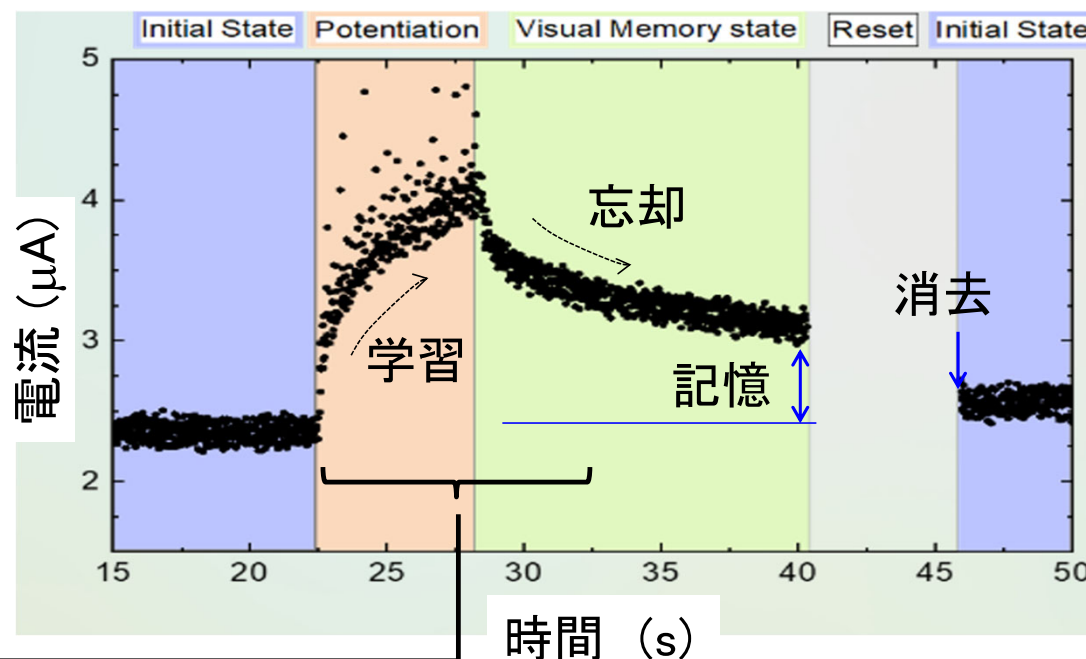 Initial State Potentiation Visual Memory state Reset Initial State
5
4
3
2
電流 (μA)
忘却
学習
消去
記憶
15 20 25 30 35 40 45 50
時間 (s)